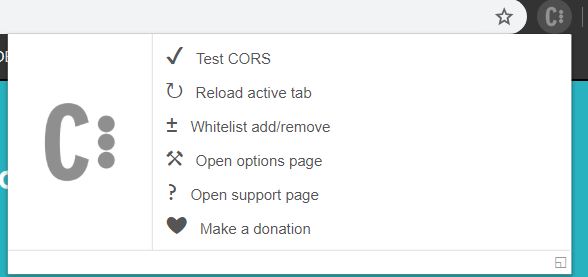 C:
✔ Test CORS
↻ Reload active tab
± Whitelist add/remove
⚒ Open options page
? Open support page
♥ Make a donation